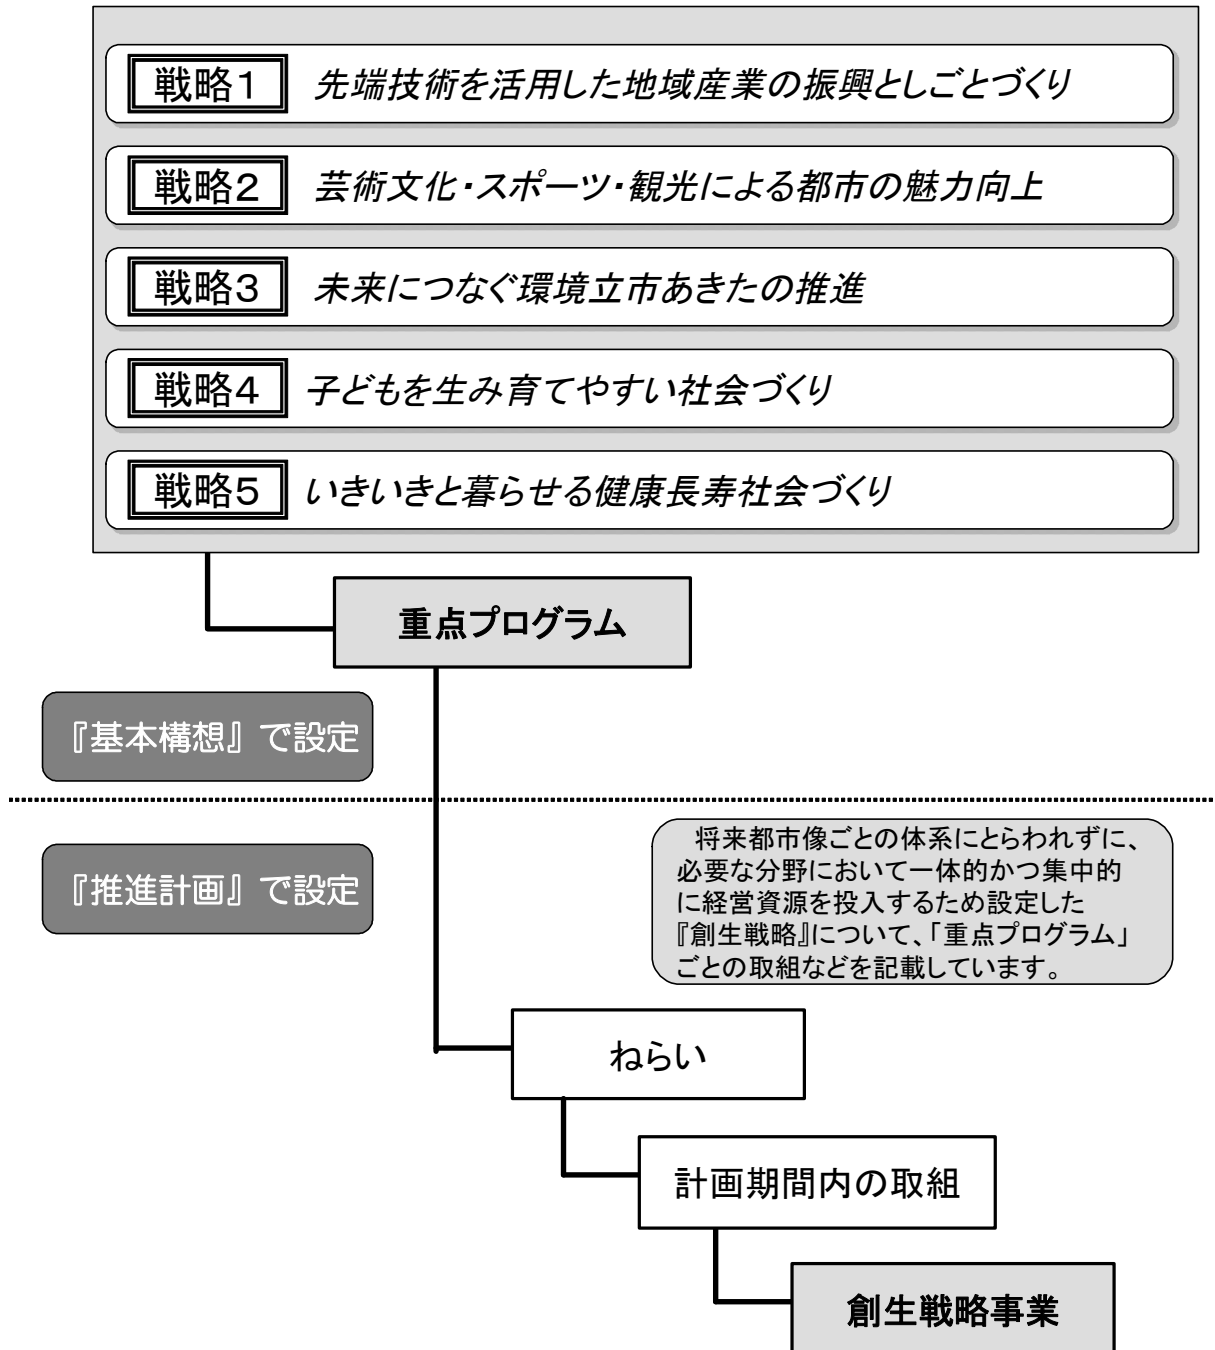 戦略1 先端技術を活用した地域産業の振興としごとづくり
戦略2 芸術文化・スポーツ・観光による都市の魅力向上
戦略3 未来につなぐ環境立市あきたの推進
戦略4 子どもを生み育てやすい社会づくり
戦略5 いきいきと暮らせる健康長寿社会づくり
重点プログラム
『基本構想』で設定
『推進計画』で設定
将来都市像ごとの体系にとらわれずに、
必要な分野において一体的かつ集中的
に経営資源を投入するため設定した
『創生戦略』について、「重点プログラム」
ごとの取組などを記載しています。
ねらい
計画期間内の取組
創生戦略事業